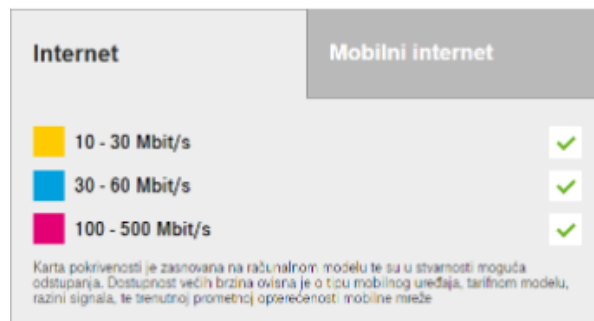 Internet
Mobilni internet
10 - 30 Mbit/s
30 - 60 Mbit/s
100 - 500 Mbit/s
Karta pokrivenosti je zasnovana na računalnom modelu te su u stvarnosti moguća
odstupanja. Dostupnost većih brzina ovisna je o tipu mobilnog uređaja, tarifnom modelu,
razini signala, te trenutnoj prometnoj opterećenosti mobilne mreže